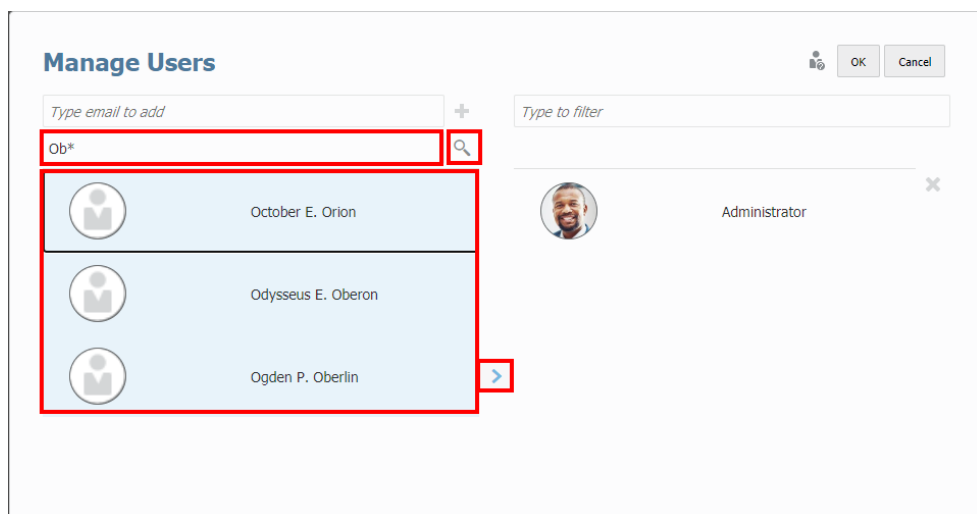 Manage Users
OK
Cancel
Type email to add
Type to filter
Ob*
October E. Orion
Administrator
Odysseus E. Oberon
Ogden P. Oberlin